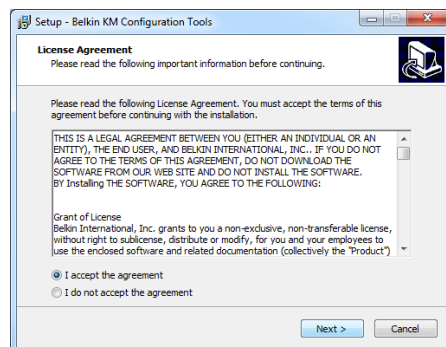 Setup - Belkin KM Configuration Tools
License Agreement
Please read the following important information before continuing.
Please read the following License Agreement. You must accept the terms of this
agreement before continuing with the installation.
THIS IS A LEGAL AGREEMENT BETWEEN YOU (EITHER AN INDIVIDUAL OR AN
ENTITY), THE END USER, AND BELKIN INTERNATIONAL, INC.. IF YOU DO NOT
AGREE TO THE TERMS OF THIS AGREEMENT, DO NOT DOWNLOAD THE
SOFTWARE FROM OUR WEB SITE AND DO NOT INSTALL THE SOFTWARE.
BY Installing THE SOFTWARE, YOU AGREE TO THE FOLLOWING:
Grant of License
Belkin International, Inc. grants to you a non-exclusive, non-transferable license,
without right to sublicense, distribute or modify, for you and your employees to
use the enclosed software and related documentation (collectively the "Product")
I accept the agreement
I do not accept the agreement
Next >
Cancel